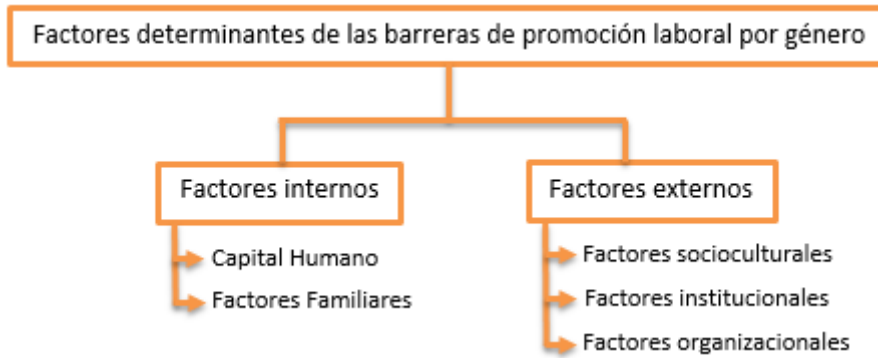 Factores determinantes de las barreras de promoción laboral por género
Factores internos
Capital Humano
Factores Familiares
Factores externos
Factores socioculturales
Factores institucionales
Factores organizacionales